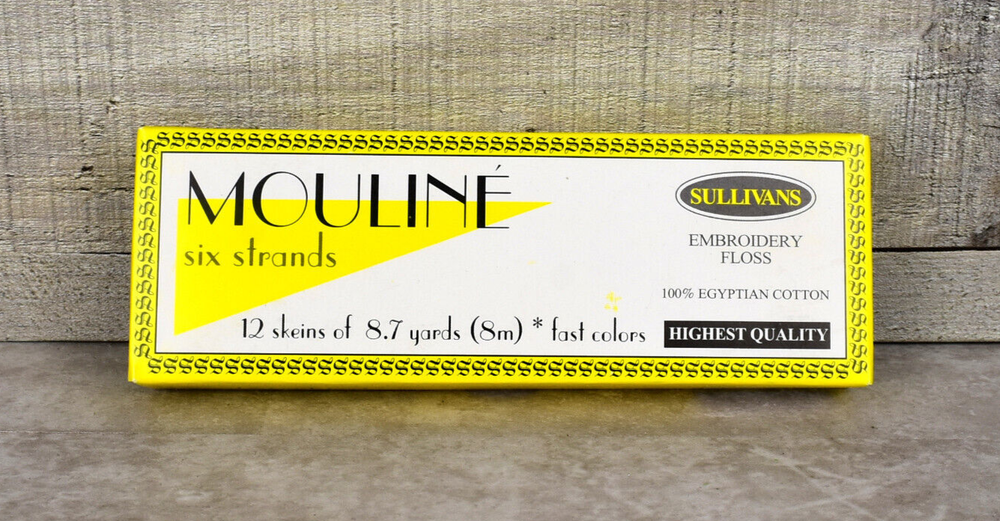 MOULINÉ
six strands
12 skeins of 8.7 yards (8m) * fast colors
SULLIVANS
EMBROIDERY
FLOSS
100% EGYPTIAN COTTON
HIGHEST QUALITY